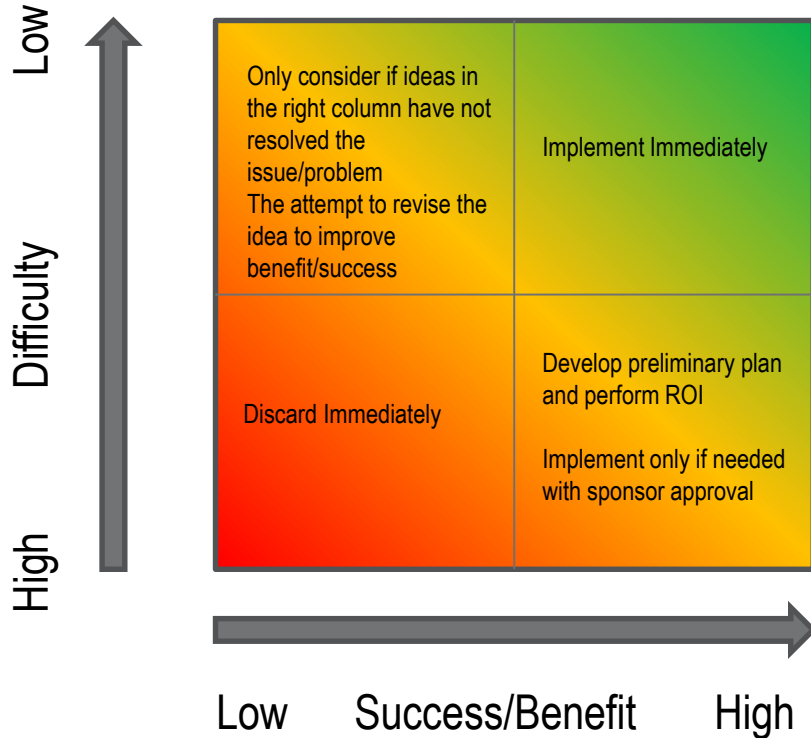 Low
Difficulty
High
Only consider if ideas in
the right column have not
resolved the
issue/problem
The attempt to revise the
idea to improve
benefit/success
Implement Immediately
Discard Immediately
Develop preliminary plan
and perform ROI
Implement only if needed
with sponsor approval
Low Success/Benefit High